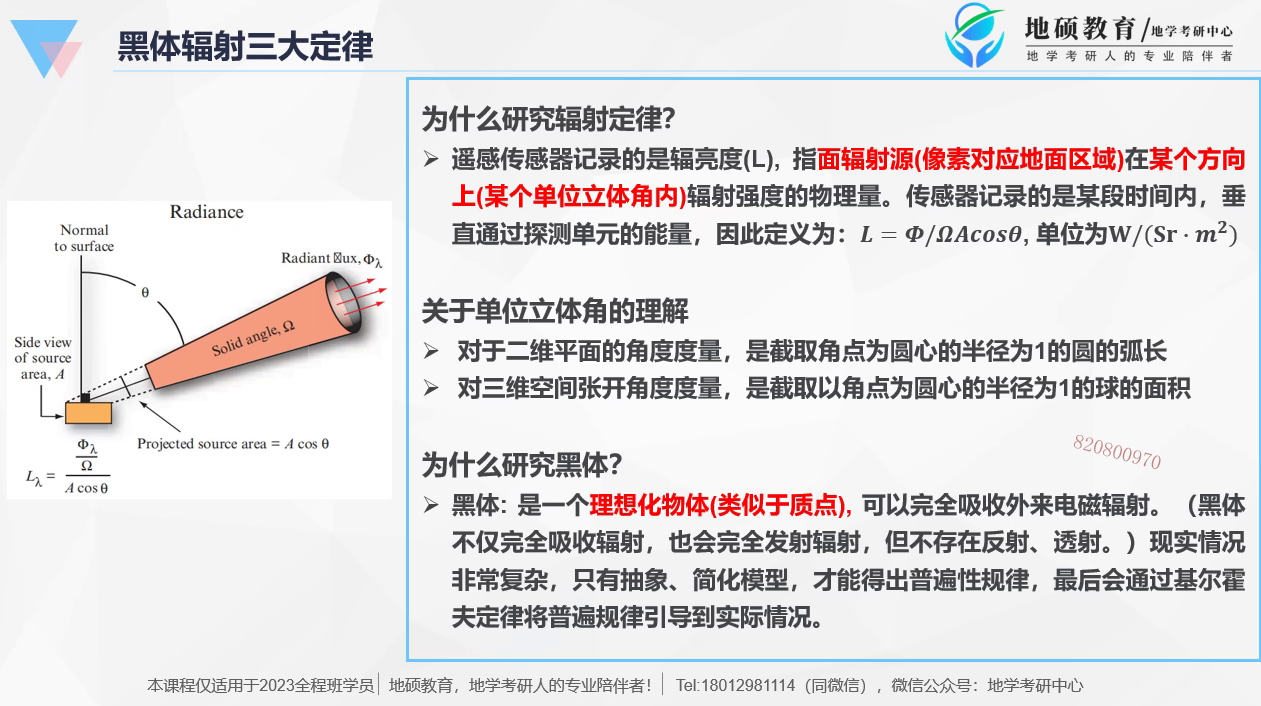 黑体辐射三大定律
地硕教育/地学考研中心
地学考研人的专业陪伴者
为什么研究辐射定律?
➢ 遥感传感器记录的是辐亮度(L), 指面辐射源(像素对应地面区域)在某个方向
上(某个单位立体角内)辐射强度的物理量。传感器记录的是某段时间内，垂
直通过探测单元的能量，因此定义为：L = Φ/ΩAcosθ, 单位为W/(Sr · m²)
关于单位立体角的理解
➢ 对于二维平面的角度度量，是截取角点为圆心的半径为1的圆的弧长
➢ 对三维空间张开角度度量，是截取以角点为圆心的半径为1的球的面积
为什么研究黑体?
➢ 黑体: 是一个理想化物体(类似于质点), 可以完全吸收外来电磁辐射。（黑体
不仅完全吸收辐射，也会完全发射辐射，但不存在反射、透射。）现实情况
非常复杂，只有抽象、简化模型，才能得出普遍性规律，最后会通过基尔霍
夫定律将普遍规律引导到实际情况。
820800970
Radiance
Normal
to surface
Radiant ux, Φλ
θ
Solid angle, Ω
Side view
of source
area, A
Projected source area = A cos θ
Lλ =
Φλ
Ω
A cos θ
本课程仅适用于2023全程班学员| 地硕教育，地学考研人的专业陪伴者！| Tel:18012981114（同微信），微信公众号：地学考研中心